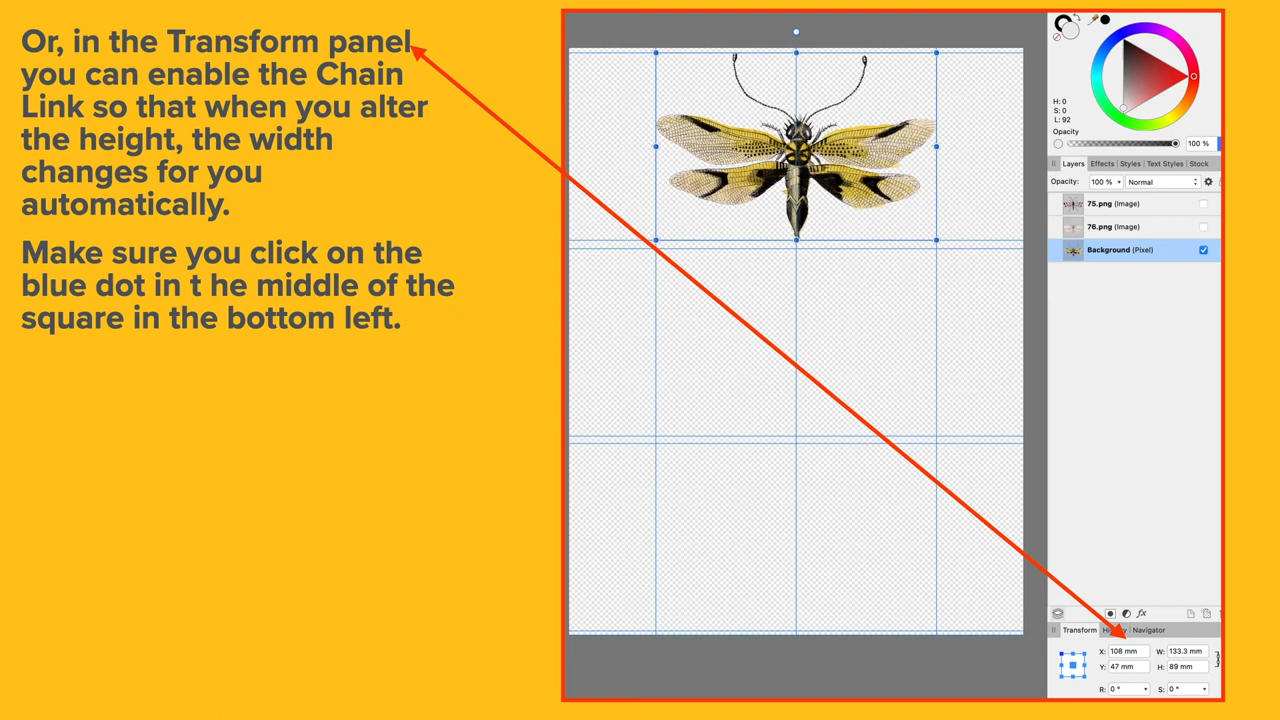 Or, in the Transform panel
you can enable the Chain
Link so that when you alter
the height, the width
changes for you
automatically.
Make sure you click on the
blue dot in t he middle of the
square in the bottom left.
H: 0
S: 0
L: 92
Opacity
100 %
Layers Effects Styles Text Styles Stock
Opacity: 100 % Normal
75.png (Image)
76.png (Image)
Background (Pixel)
fx
Transform Navigator
X: 108 mm W: 133.3 mm
Y: 47 mm H: 89 mm
R: 0 ° S: 0 °